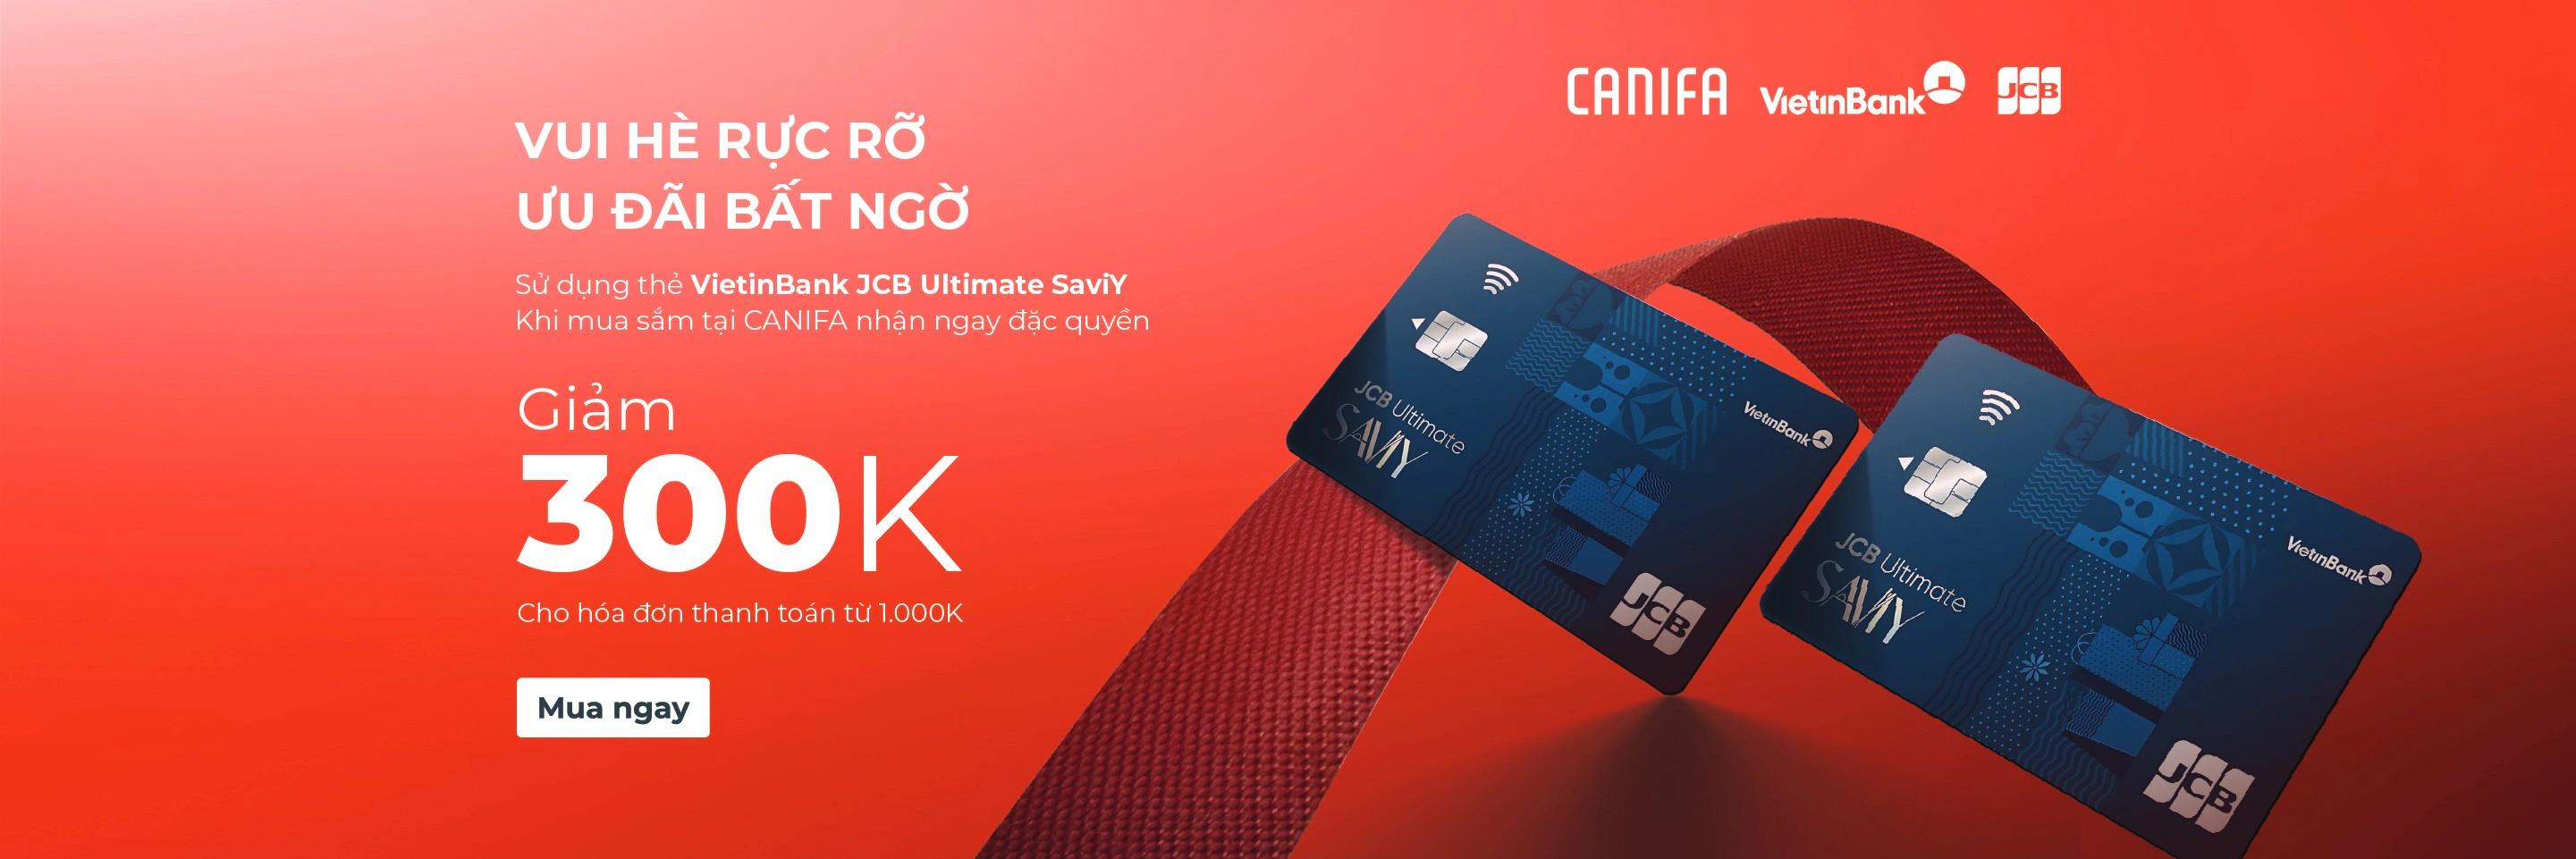 CANIFA VietinBank JCB
VUI HÈ RỰC RỠ
ƯU ĐÃI BẤT NGỜ
Sử dụng thẻ VietinBank JCB Ultimate SaviY
Khi mua sắm tại CANIFA nhận ngay đặc quyền
Giảm
300K
Cho hóa đơn thanh toán từ 1.000K
Mua ngay
JCB Ultimate
SAVIY
VietinBank
JCB
JCB Ultimate
SAVIY
VietinBank
JCB